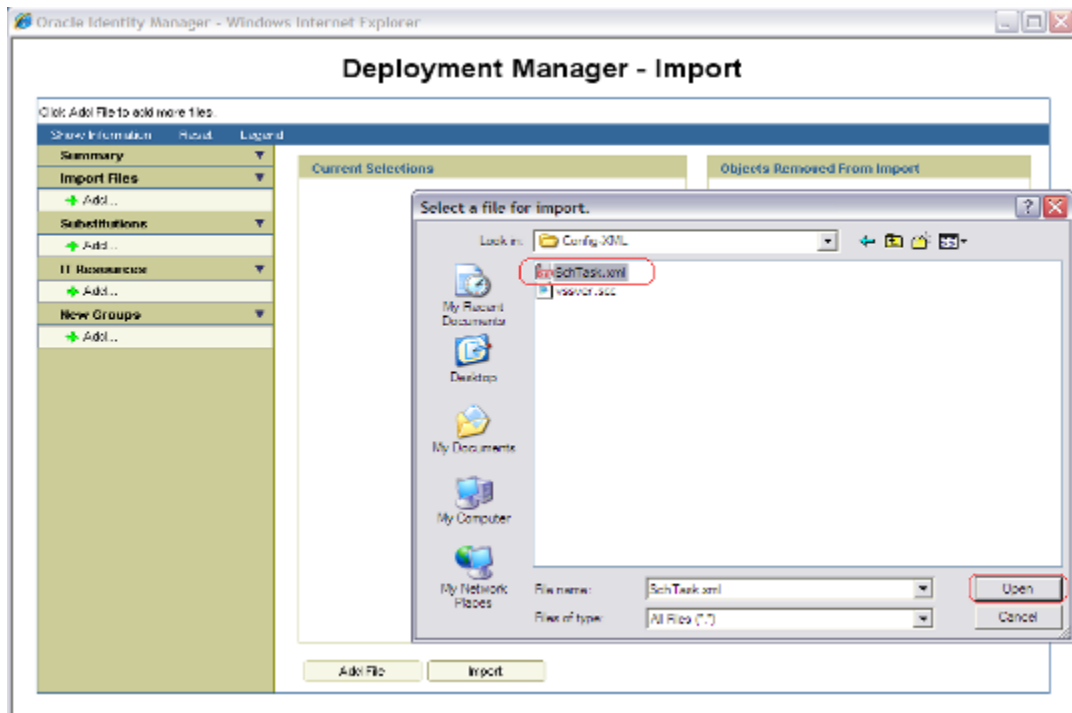 Oracle Identity Manager - Windows Internet Explorer
Deployment Manager - Import
Click Add File to add more files.
Show Information Reset Legend
Summary
Import Files
Add...
Substitutions
Add...
IT Resources
Add...
New Groups
Add...
Current Selections
Objects Removed From Import
Select a file for import.
Look in: Config-XML
SchTask.xml
vssver.scc
My Recent
Documents
Desktop
My Documents
My Computer
My Network
Places
File name: SchTask.xml
Open
Files of type: All Files (*.*)
Cancel
Add File
Import